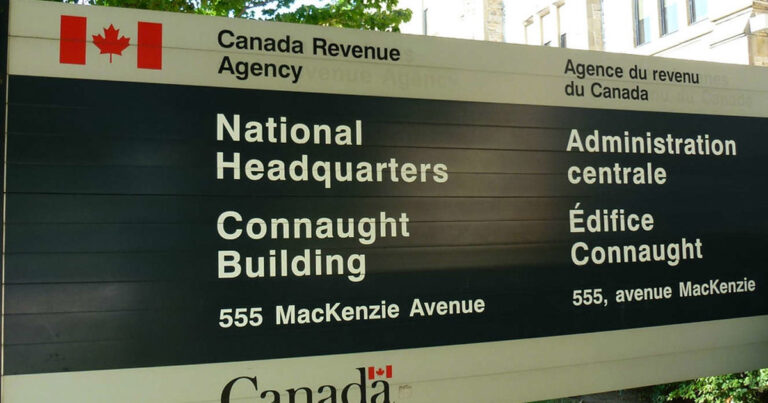 Canada Revenue
Agency
Agence du revenu
du Canada
National
Headquarters
Connaught
Building
555 MacKenzie Avenue
Administration
centrale
Édifice
Connaught
555, avenue MacKenzie
Canada